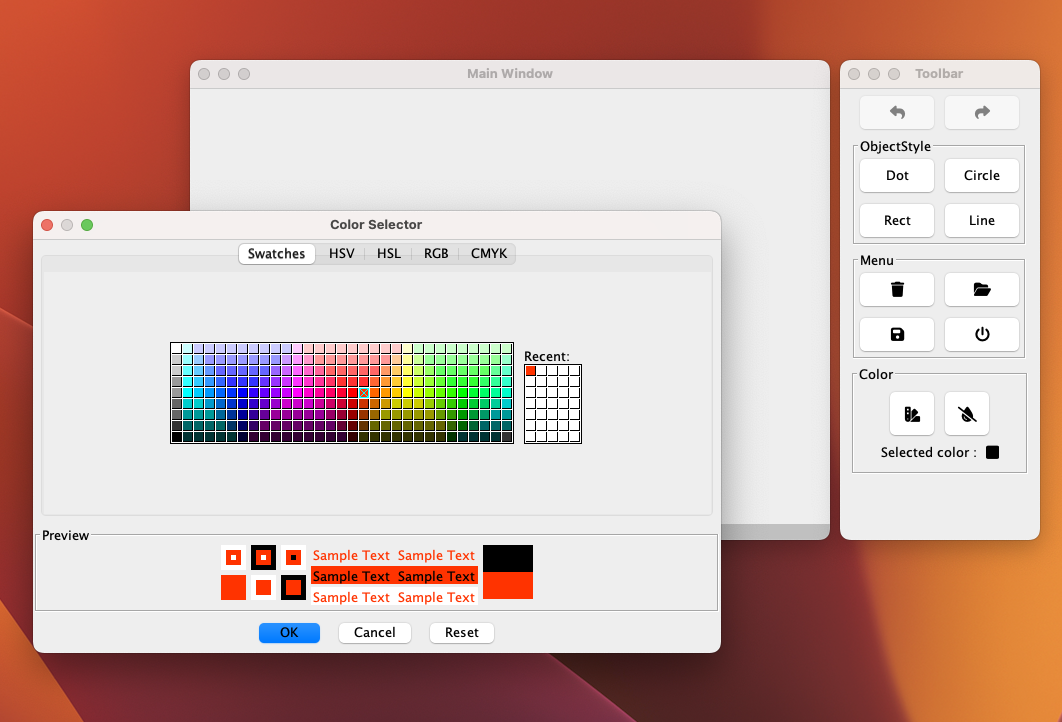 Main Window
Toolbar
ObjectStyle
Dot
Circle
Rect
Line
Menu
Color
Selected color :
Color Selector
Swatches
HSV
HSL
RGB
CMYK
Recent:
Preview
Sample Text Sample Text
Sample Text Sample Text
Sample Text Sample Text
OK
Cancel
Reset